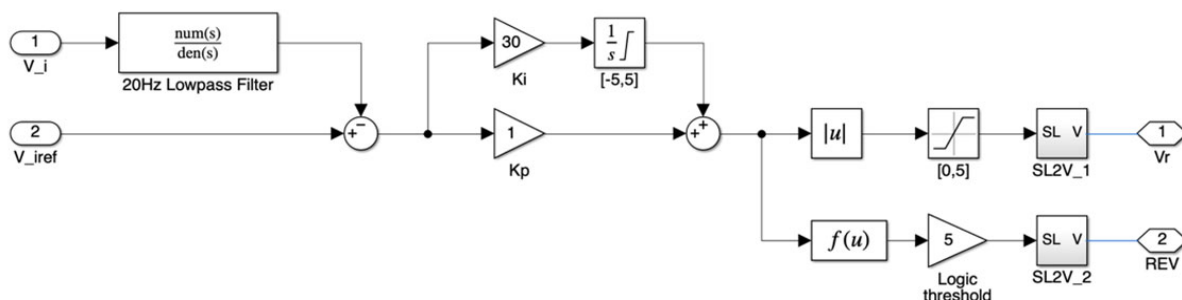 1
V_i
num(s)
den(s)
20Hz Lowpass Filter
2
V_iref
−
+
30
Ki
1
s
[-5,5]
1
Kp
+
+
|u|
[0,5]
SL V
SL2V_1
1
Vr
f(u)
5
Logic
threshold
SL V
SL2V_2
2
REV